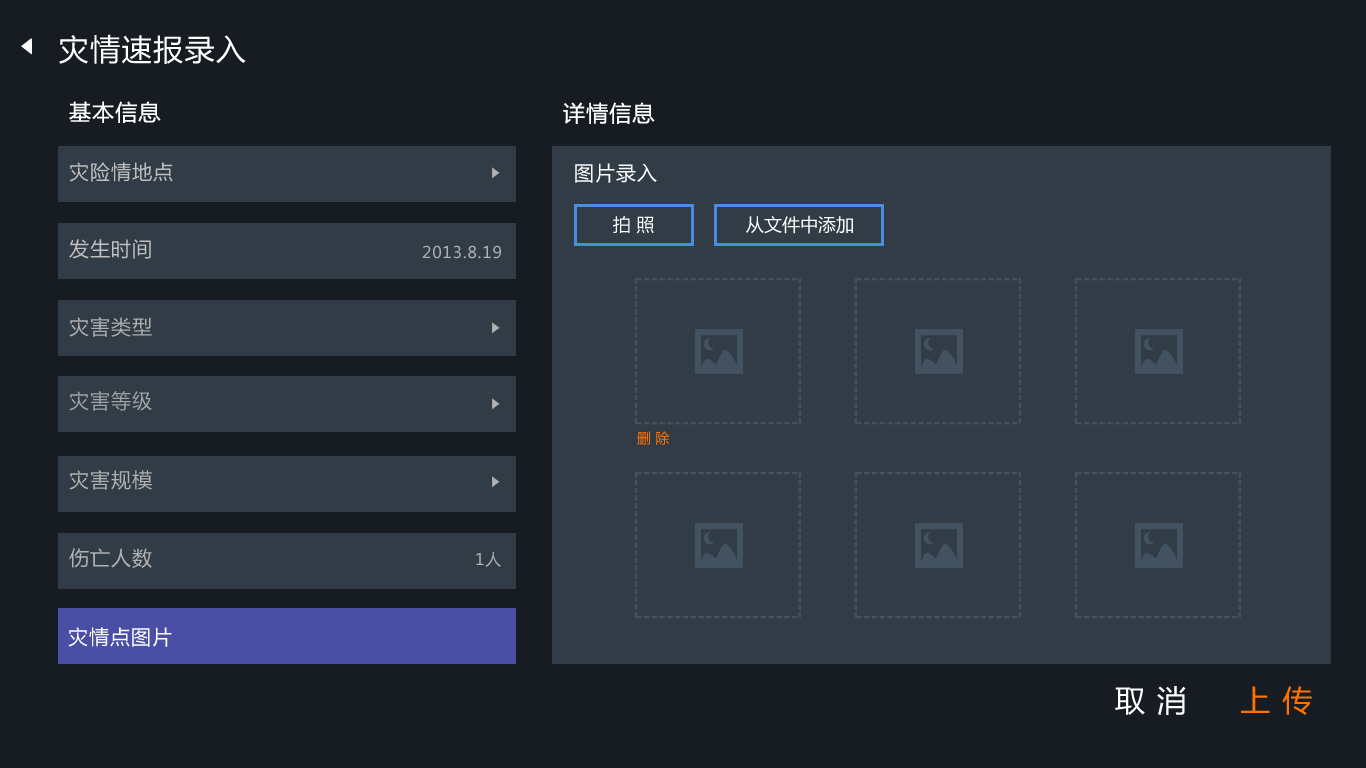 灾情速报录入
基本信息
灾险情地点
发生时间 2013.8.19
灾害类型
灾害等级
灾害规模
伤亡人数 1人
灾情点图片
详情信息
图片录入
拍 照 从文件中添加
删 除
取 消 上 传